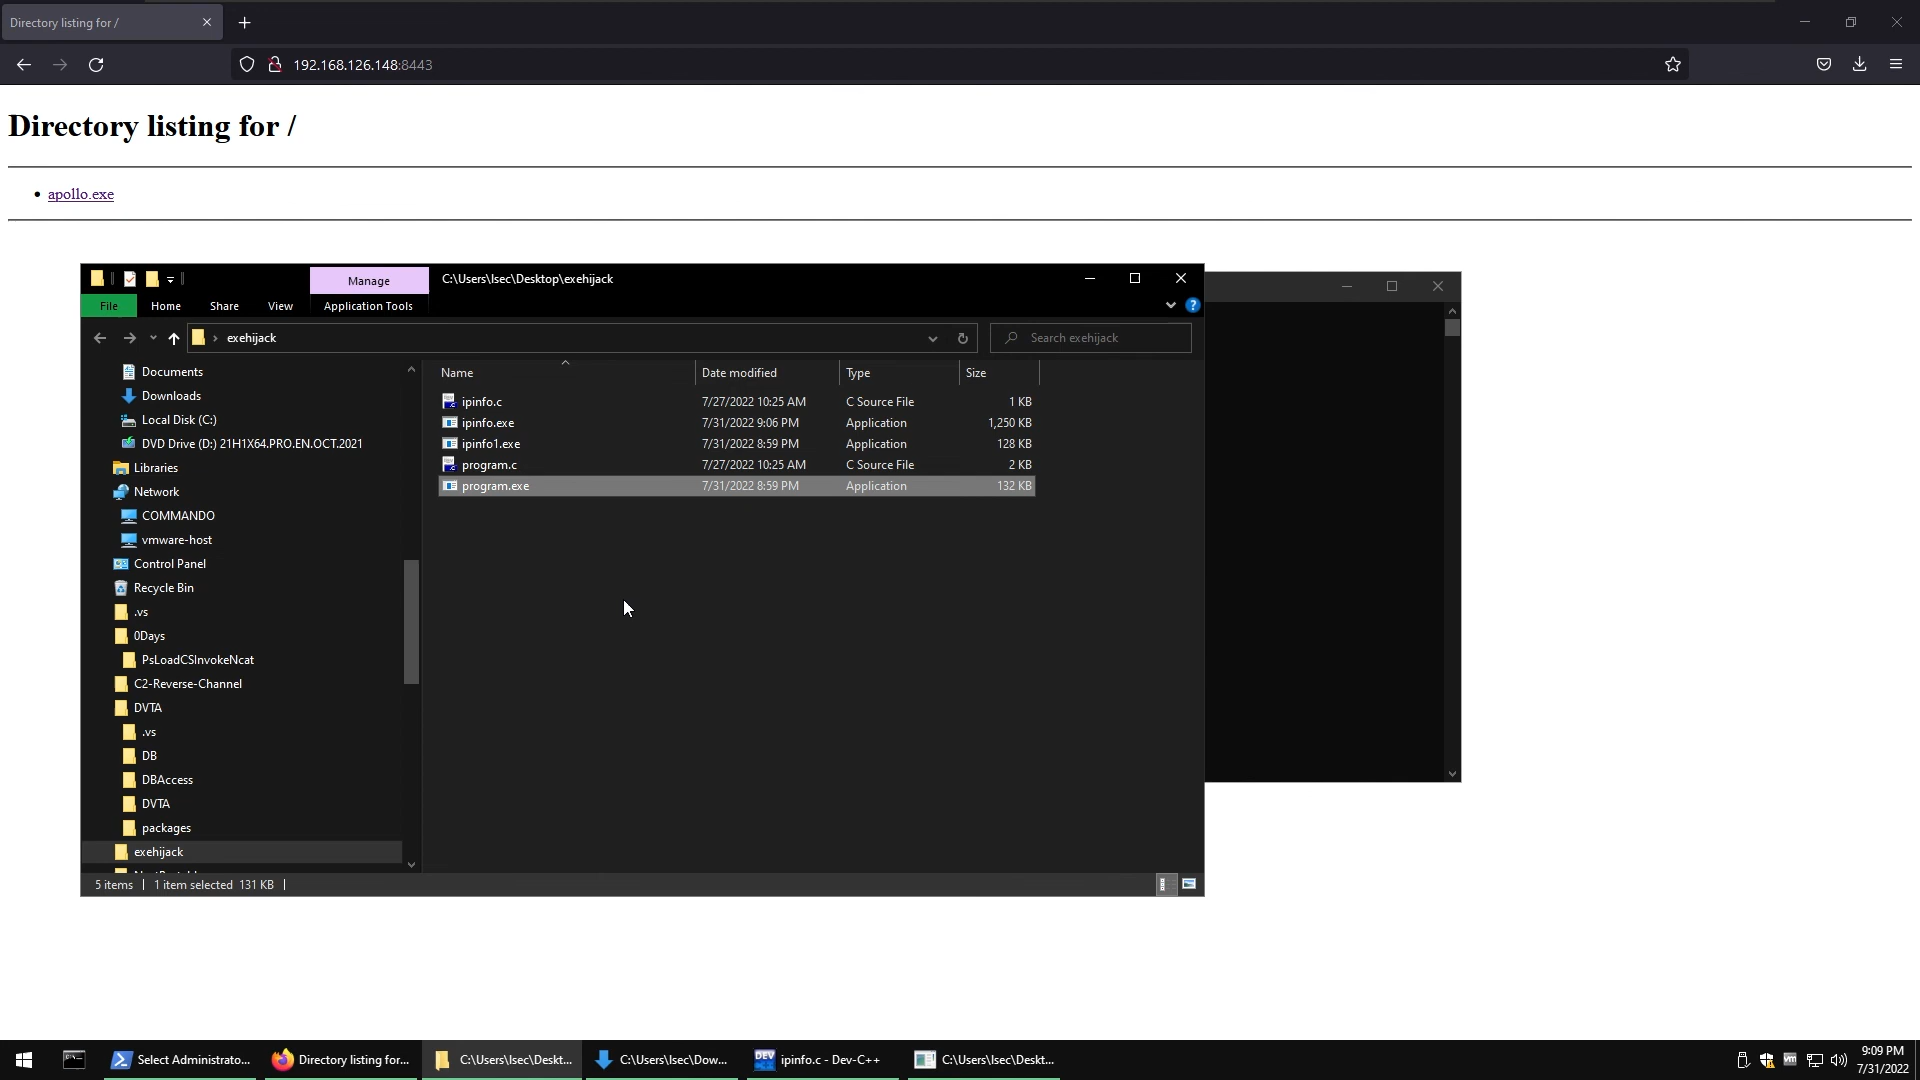 Directory listing for /
192.168.126.148:8443
Directory listing for /
apollo.exe
Manage
C:\Users\lsec\Desktop\exehijack
File
Home
Share
View
Application Tools
exehijack
Search exehijack
Name
Date modified
Type
Size
ipinfo.c 7/27/2022 10:25 AM C Source File 1 KB
ipinfo.exe 7/31/2022 9:06 PM Application 1,250 KB
ipinfo1.exe 7/31/2022 8:59 PM Application 128 KB
program.c 7/27/2022 10:25 AM C Source File 2 KB
program.exe 7/31/2022 8:59 PM Application 132 KB
Documents
Downloads
Local Disk (C:)
DVD Drive (D:) 21H1X64.PRO.EN.OCT.2021
Libraries
Network
COMMANDO
vmware-host
Control Panel
Recycle Bin
.vs
0Days
PsLoadCSInvokeNcat
C2-Reverse-Channel
DVTA
.vs
DB
DBAccess
DVTA
packages
exehijack
5 items
1 item selected 131 KB
Select Administrato...
Directory listing for...
C:\Users\lsec\Deskt...
C:\Users\lsec\Dow...
DEV
ipinfo.c - Dev-C++
C:\Users\lsec\Deskt...
vm
9:09 PM
7/31/2022